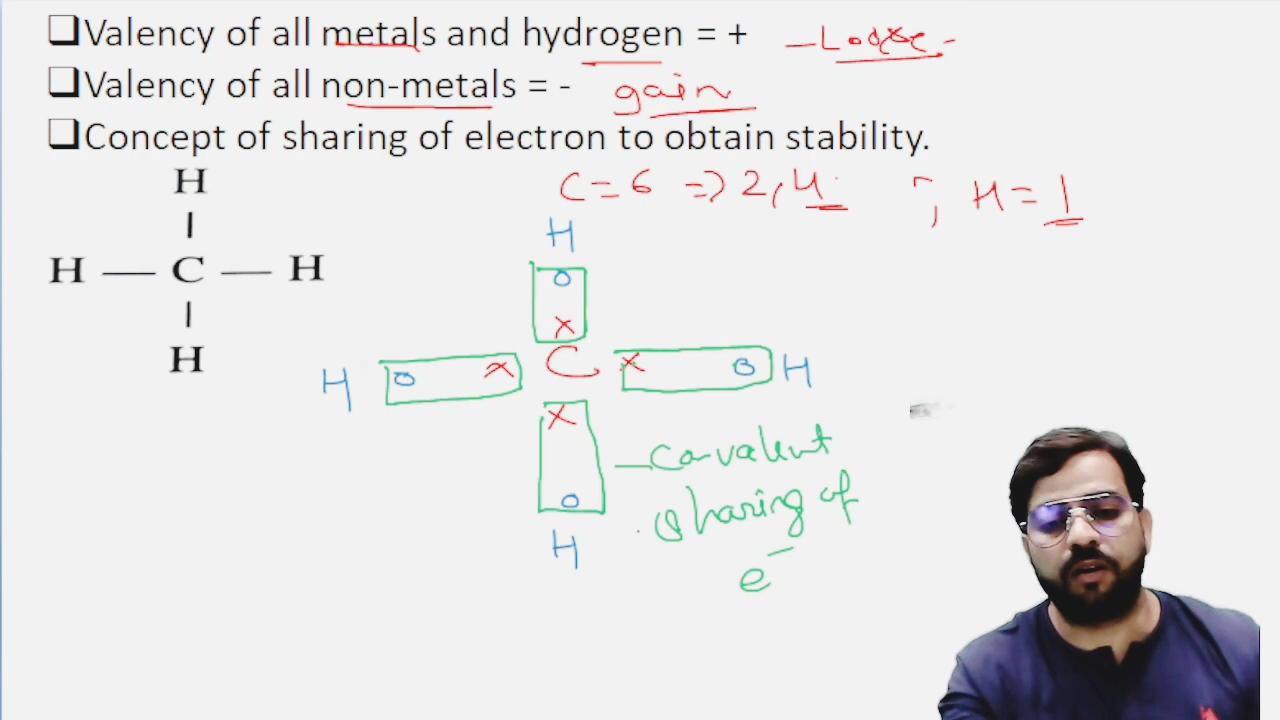 ❑Valency of all metals and hydrogen = + – Loose -
❑Valency of all non-metals = - gain
❑Concept of sharing of electron to obtain stability.
C = 6 => 2, 4 ; H = 1
H
H — C — H
H
H
O
X
H O X C X O H
X
O
H
– Covalent
sharing of
e⁻